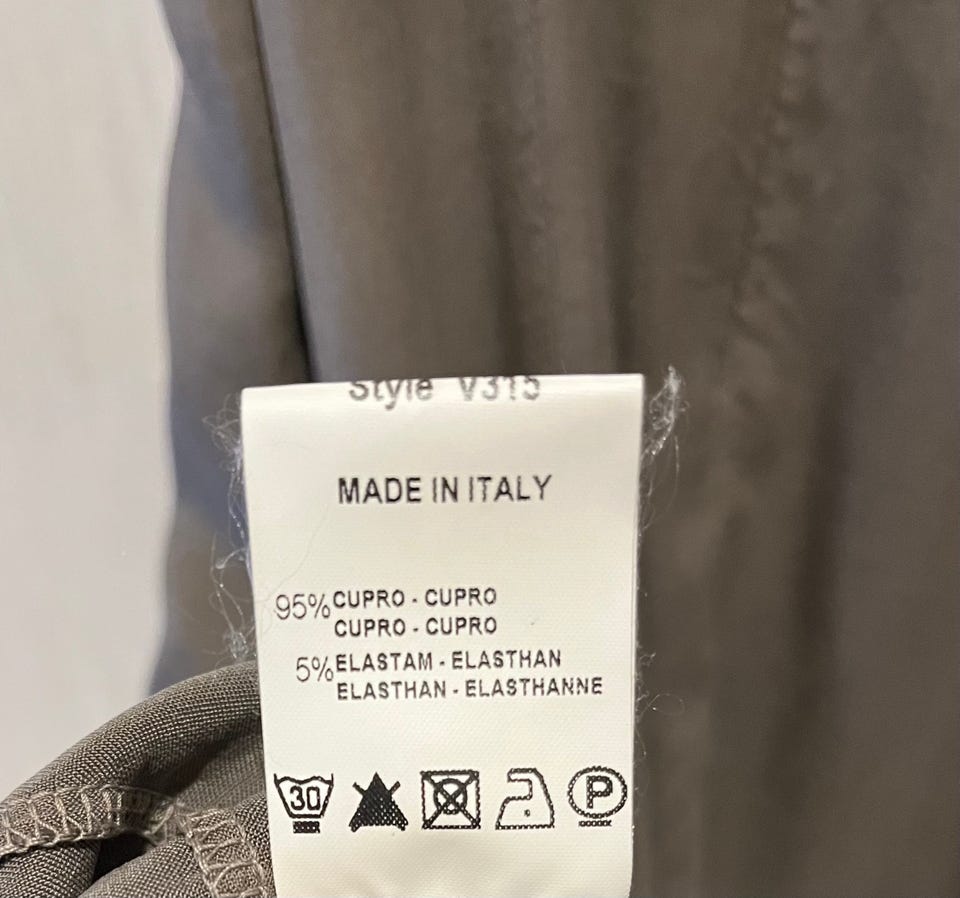 Style V315
MADE IN ITALY
95% CUPRO - CUPRO
CUPRO - CUPRO
5% ELASTAM - ELASTHAN
ELASTHAN - ELASTHANNE
30
P